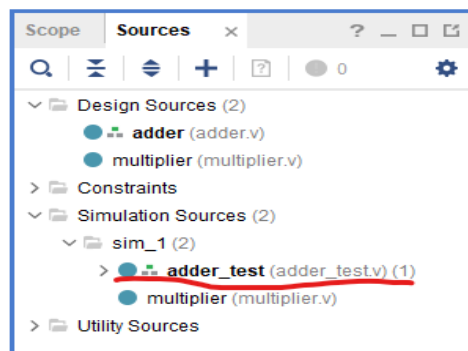 Scope Sources
0
Design Sources (2)
adder (adder.v)
multiplier (multiplier.v)
Constraints
Simulation Sources (2)
sim_1 (2)
adder_test (adder_test.v) (1)
multiplier (multiplier.v)
Utility Sources